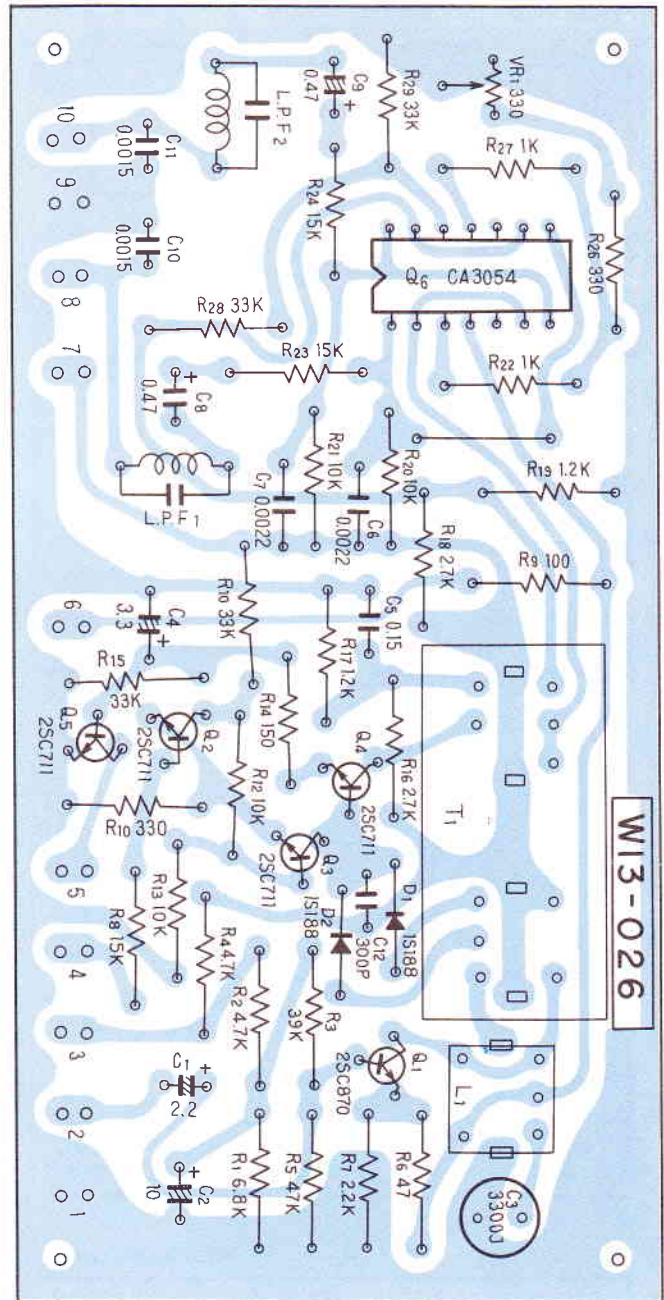 VR1 330
R29 33K
C9
0.47
+
L.P.F2
10
C11
0.0015
9
C10
0.0015
8
7
R27 1K
R24 15K
R26 330
Q6 CA3054
R28 33K
R23 15K
R22 1K
+
C8
0.47
L.P.F1
R21 10K
R20 10K
C7 0.0022
C6
0.0022
R19 1.2K
R18 2.7K
R9 100
6
C4
3.3
+
R10 33K
C5 0.15
R17 1.2K
R15
33K
R14 150
Q5
2SC711
Q2
2SC711
R12 10K
Q4
2SC711
R16 2.7K
T1
W13-026
R10 330
Q3
2SC711
D1
1S188
D2
1S188
C12
300P
5
R13 10K
R8 1.5K
R4 4.7K
4
R2 4.7K
R3
39K
3
C1
+
2.2
Q1
2SC870
L1
2
+
C2
10
R1 6.8K
R5 47K
R7 2.2K
R6 47
C3
3300J
1